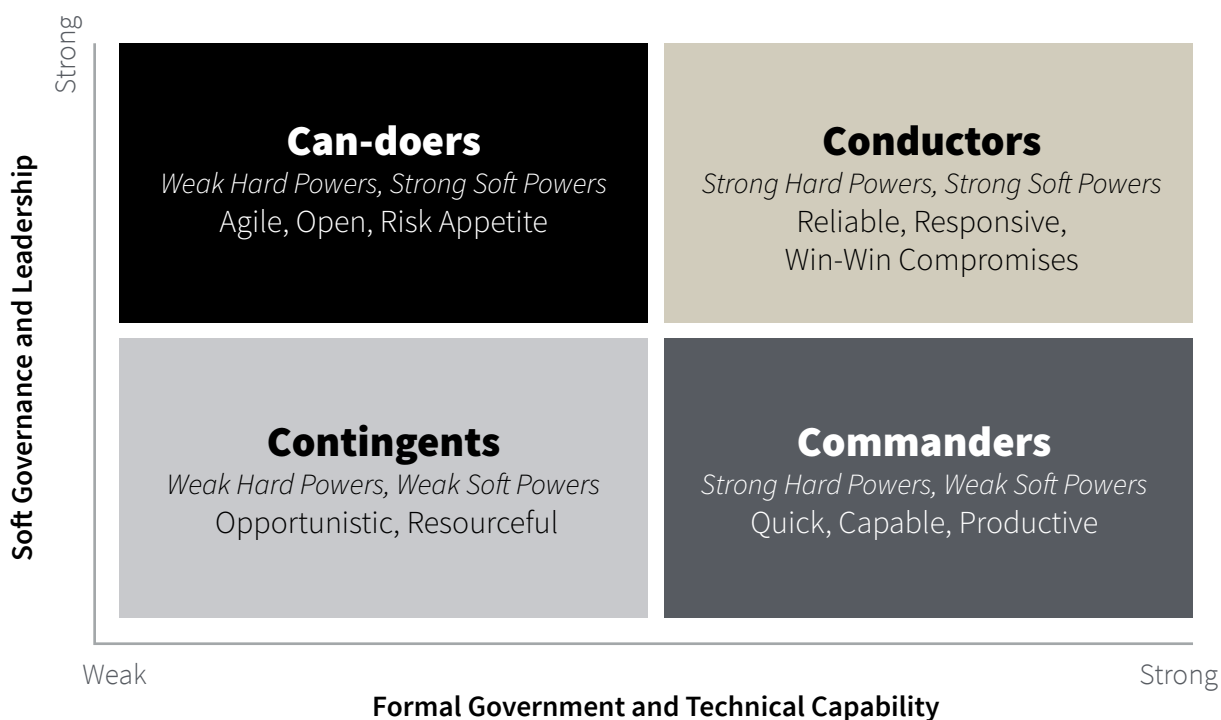 Strong
Soft Governance and Leadership
Can-doers
Weak Hard Powers, Strong Soft Powers
Agile, Open, Risk Appetite
Conductors
Strong Hard Powers, Strong Soft Powers
Reliable, Responsive,
Win-Win Compromises
Contingents
Weak Hard Powers, Weak Soft Powers
Opportunistic, Resourceful
Commanders
Strong Hard Powers, Weak Soft Powers
Quick, Capable, Productive
Weak
Strong
Formal Government and Technical Capability